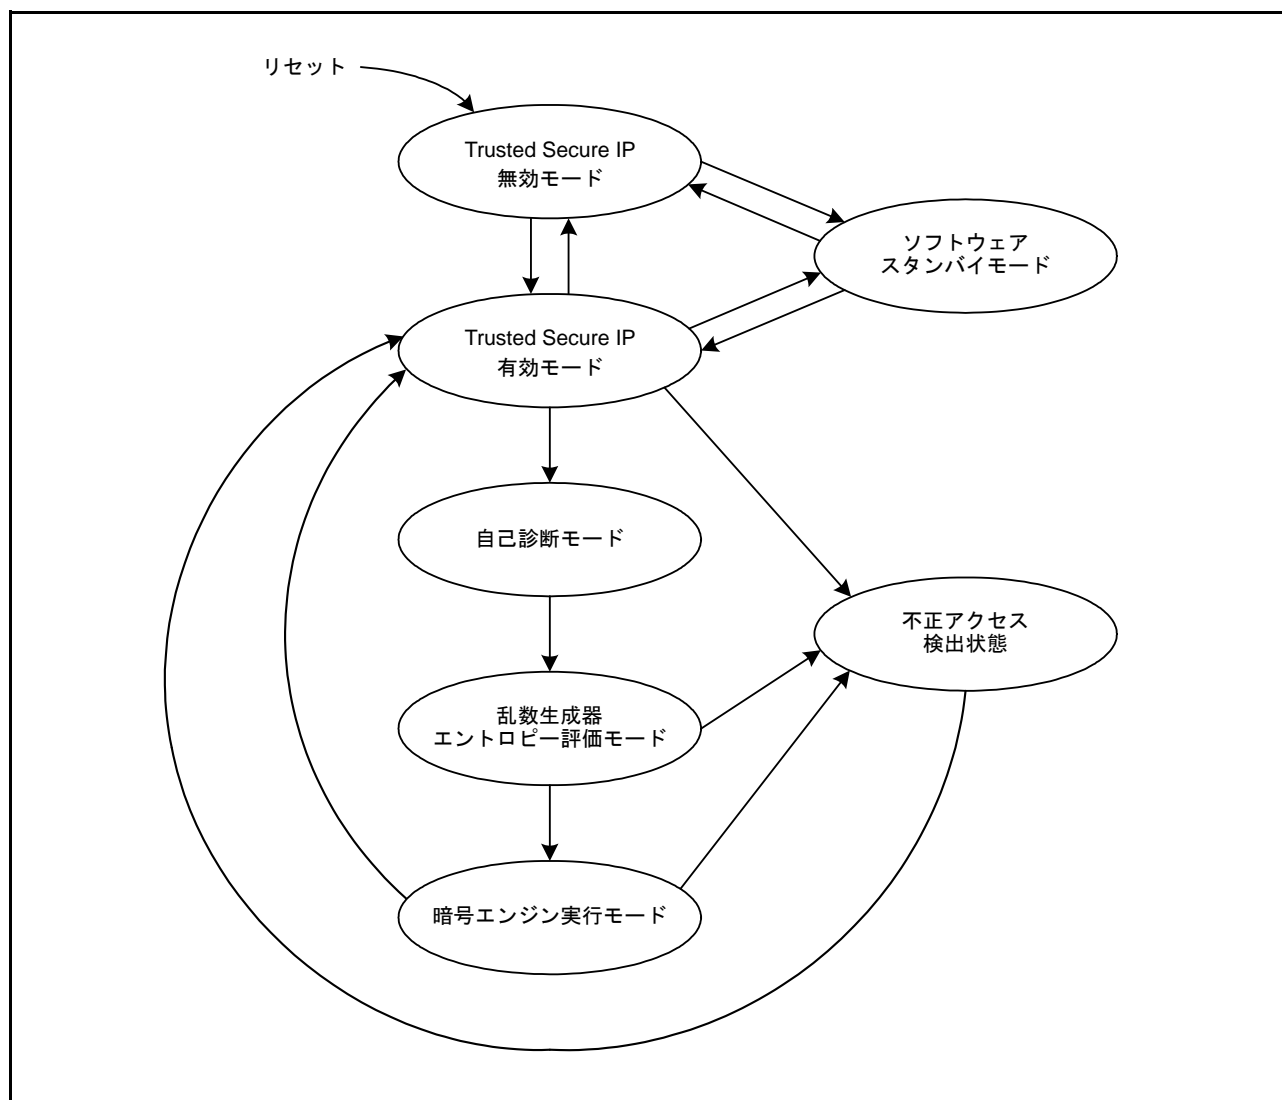 リセット
Trusted Secure IP
無効モード
ソフトウェア
スタンバイモード
Trusted Secure IP
有効モード
自己診断モード
不正アクセス
検出状態
乱数生成器
エントロピー評価モード
暗号エンジン実行モード